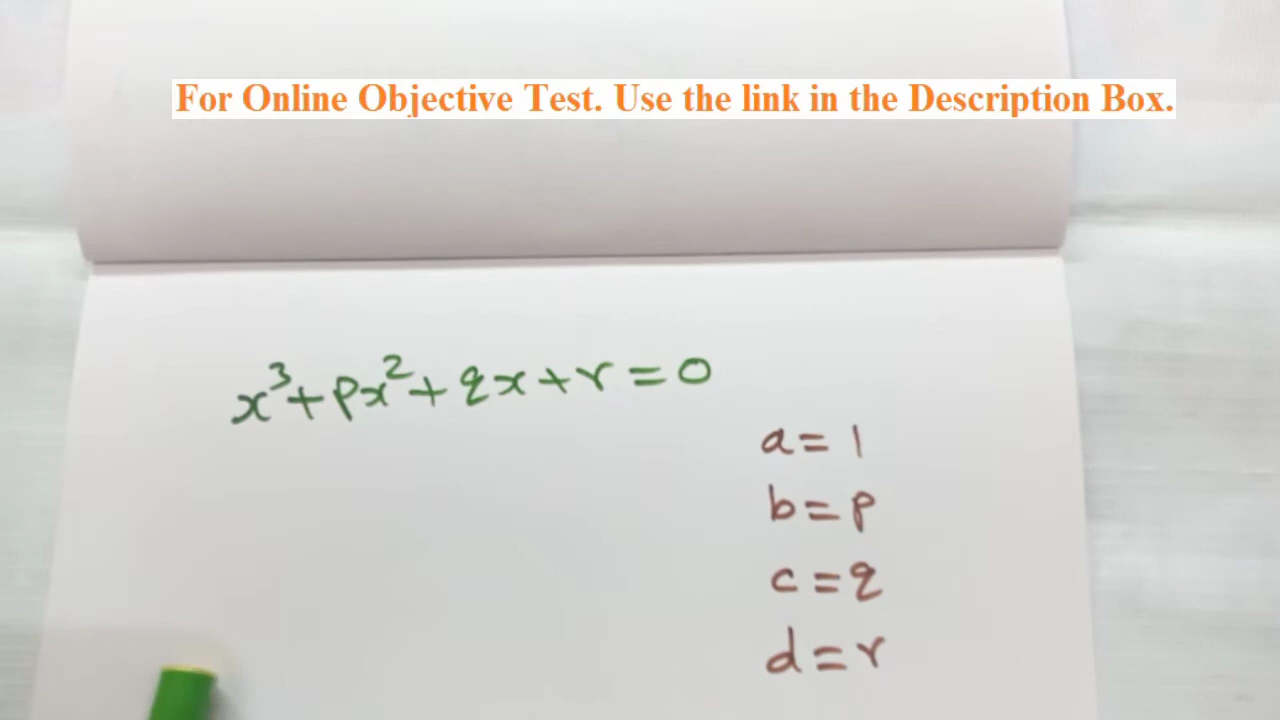 For Online Objective Test. Use the link in the Description Box.
x³+px²+qx+r=0
a=1
b=p
c=q
d=r